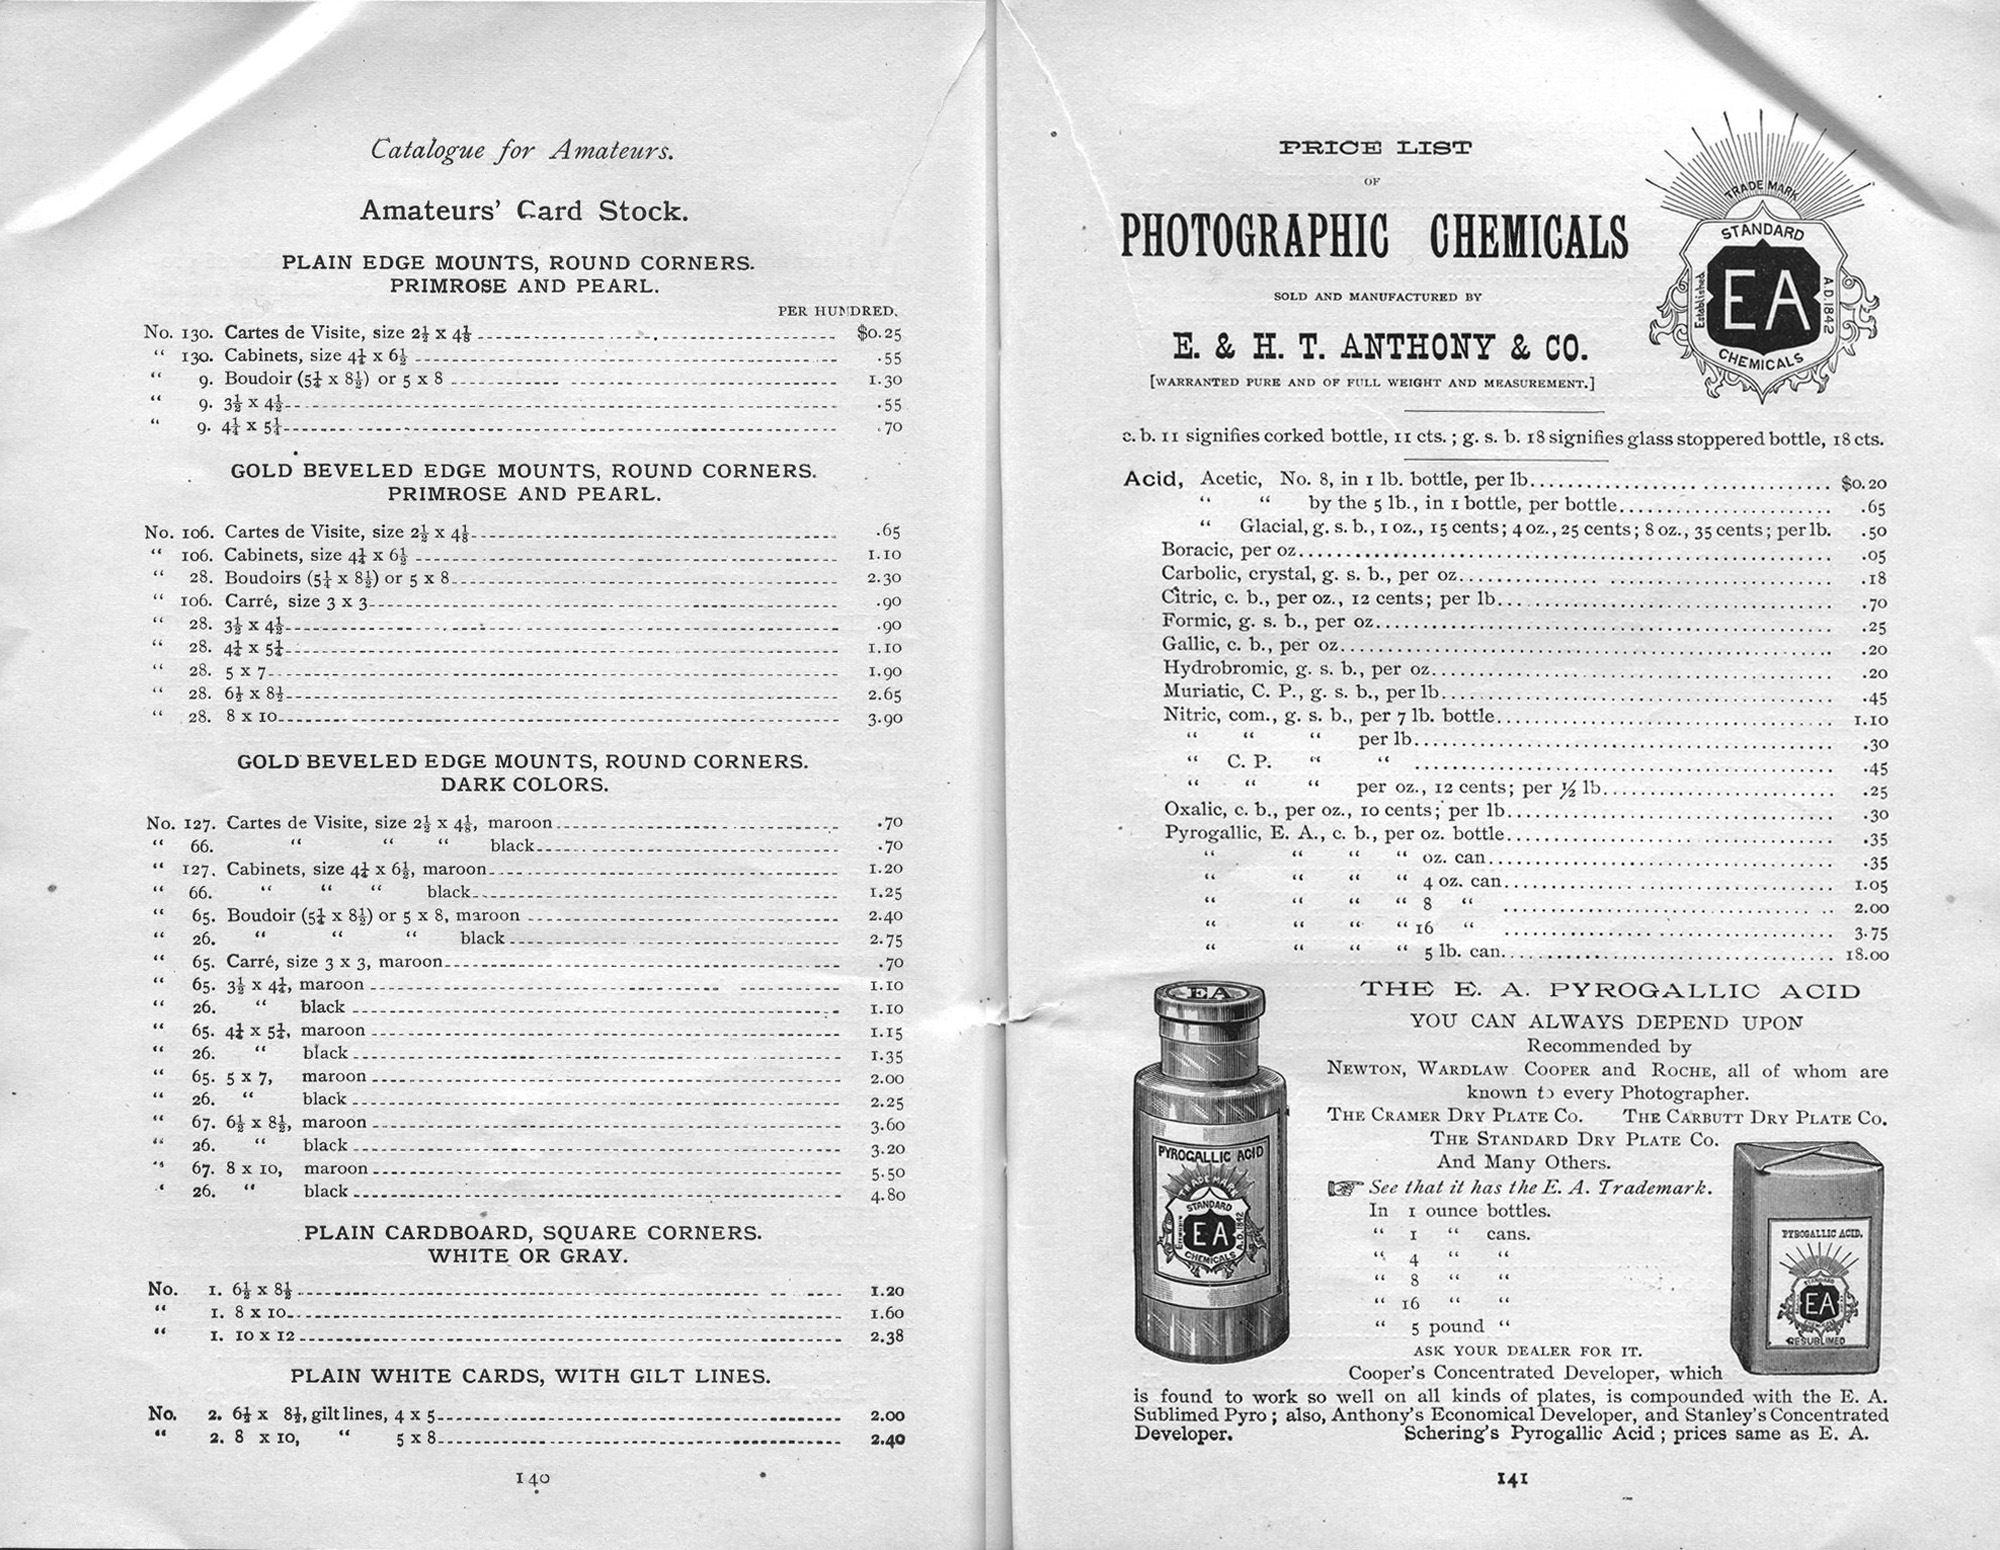 Catalogue for Amateurs.
Amateurs' Card Stock.
PLAIN EDGE MOUNTS, ROUND CORNERS.
PRIMROSE AND PEARL.
PER HUNDRED.
No. 130. Cartes de Visite, size 2½ x 4⅛ $0.25
“ 130. Cabinets, size 4¼ x 6½ .55
“ 9. Boudoir (5¼ x 8½) or 5 x 8 1.30
“ 9. 3½ x 4½ .55
“ 9. 4¼ x 5¼ .70
GOLD BEVELED EDGE MOUNTS, ROUND CORNERS.
PRIMROSE AND PEARL.
No. 106. Cartes de Visite, size 2½ x 4⅛ .65
“ 106. Cabinets, size 4¼ x 6½ 1.10
“ 28. Boudoirs (5¼ x 8½) or 5 x 8 2.30
“ 106. Carré, size 3 x 3 .90
“ 28. 3½ x 4½ .90
“ 28. 4¼ x 5¼ 1.10
“ 28. 5 x 7 1.90
“ 28. 6½ x 8½ 2.65
“ 28. 8 x 10 3.90
GOLD BEVELED EDGE MOUNTS, ROUND CORNERS.
DARK COLORS.
No. 127. Cartes de Visite, size 2½ x 4⅛, maroon .70
“ 66. “ “ “ black .70
“ 127. Cabinets, size 4¼ x 6½, maroon 1.20
“ 66. “ “ “ black 1.25
“ 65. Boudoir (5¼ x 8½) or 5 x 8, maroon 2.40
“ 26. “ “ “ black 2.75
“ 65. Carré, size 3 x 3, maroon .70
“ 65. 3½ x 4¼, maroon 1.10
“ 26. “ black 1.10
“ 65. 4¼ x 5¼, maroon 1.15
“ 26. “ black 1.35
“ 65. 5 x 7, maroon 2.00
“ 26. “ black 2.25
“ 67. 6½ x 8½, maroon 3.60
“ 26. “ black 3.20
“ 67. 8 x 10, maroon 5.50
“ 26. “ black 4.80
PLAIN CARDBOARD, SQUARE CORNERS.
WHITE OR GRAY.
No. 1. 6½ x 8½ 1.20
“ 1. 8 x 10 1.60
“ 1. 10 x 12 2.38
PLAIN WHITE CARDS, WITH GILT LINES.
No. 2. 6½ x 8½, gilt lines, 4 x 5 2.00
“ 2. 8 x 10, “ 5 x 8 2.40
140
PRICE LIST
OF
PHOTOGRAPHIC CHEMICALS
SOLD AND MANUFACTURED BY
E. & H. T. ANTHONY & CO.
[WARRANTED PURE AND OF FULL WEIGHT AND MEASUREMENT.]
TRADE MARK
STANDARD
Established
EA
A.D. 1842
CHEMICALS
c. b. 11 signifies corked bottle, 11 cts. ; g. s. b. 18 signifies glass stoppered bottle, 18 cts.
Acid, Acetic, No. 8, in 1 lb. bottle, per lb. $0.20
“ “ by the 5 lb., in 1 bottle, per bottle .65
“ Glacial, g. s. b., 1 oz., 15 cents; 4 oz., 25 cents; 8 oz., 35 cents; per lb. .50
Boracic, per oz. .05
Carbolic, crystal, g. s. b., per oz. .18
Citric, c. b., per oz., 12 cents; per lb. .70
Formic, g. s. b., per oz. .25
Gallic, c. b., per oz. .20
Hydrobromic, g. s. b., per oz. .20
Muriatic, C. P., g. s. b., per lb. .45
Nitric, com., g. s. b., per 7 lb. bottle 1.10
“ “ “ per lb. .30
“ C. P. “ “ .45
“ “ “ per oz., 12 cents; per ½ lb. .25
Oxalic, c. b., per oz., 10 cents; per lb. .30
Pyrogallic, E. A., c. b., per oz. bottle .35
“ “ “ “ oz. can .35
“ “ “ “ 4 oz. can 1.05
“ “ “ “ 8 “ 2.00
“ “ “ “ 16 “ 3.75
“ “ “ “ 5 lb. can 18.00
THE E. A. PYROGALLIC ACID
YOU CAN ALWAYS DEPEND UPON
Recommended by
NEWTON, WARDLAW COOPER and ROCHE, all of whom are
known to every Photographer.
THE CRAMER DRY PLATE CO. THE CARBUTT DRY PLATE CO.
THE STANDARD DRY PLATE CO.
And Many Others.
See that it has the E. A. Trademark.
In 1 ounce bottles.
“ 1 “ cans.
“ 4 “ “
“ 8 “ “
“ 16 “ “
“ 5 pound “
ASK YOUR DEALER FOR IT.
Cooper's Concentrated Developer, which
is found to work so well on all kinds of plates, is compounded with the E. A.
Sublimed Pyro ; also, Anthony's Economical Developer, and Stanley's Concentrated
Developer. Schering's Pyrogallic Acid ; prices same as E. A.
EA
PYROGALLIC ACID
TRADE MARK
STANDARD
EA
A.D. 1842
CHEMICALS
PYROGALLIC ACID.
EA
RESUBLIMED
141